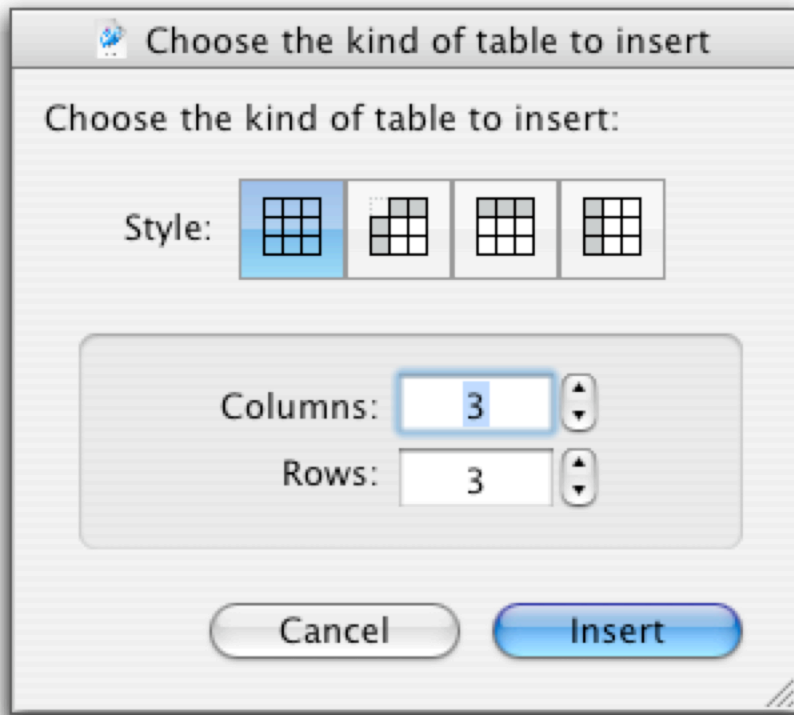 Choose the kind of table to insert
Choose the kind of table to insert:
Style:
Columns: 3
Rows: 3
Cancel Insert